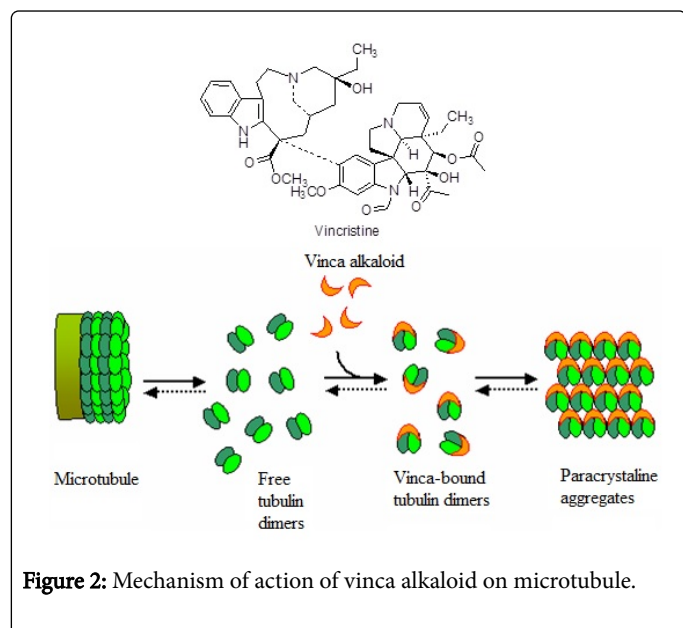 CH₃
N
OH
NH
O
OCH₃
N
CH₃
H
O
H₃CO
N
H
OH
O
O
O
Vincristine
Vinca alkaloid
Microtubule
Free
tubulin
dimers
Vinca-bound
tubulin dimers
Paracrystaline
aggregates
Figure 2: Mechanism of action of vinca alkaloid on microtubule.